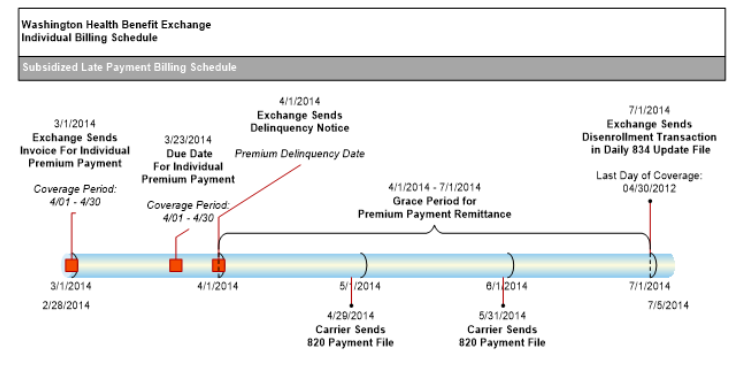 Washington Health Benefit Exchange
Individual Billing Schedule
Subsidized Late Payment Billing Schedule
3/1/2014
Exchange Sends
Invoice For Individual
Premium Payment
Coverage Period:
4/01 - 4/30
3/23/2014
Due Date
For Individual
Premium Payment
Coverage Period:
4/01 - 4/30
4/1/2014
Exchange Sends
Delinquency Notice
Premium Delinquency Date
4/1/2014 - 7/1/2014
Grace Period for
Premium Payment Remittance
7/1/2014
Exchange Sends
Disenrollment Transaction
in Daily 834 Update File
Last Day of Coverage:
04/30/2012
3/1/2014
4/1/2014
5/1/2014
6/1/2014
7/1/2014
2/28/2014
7/5/2014
4/29/2014
Carrier Sends
820 Payment File
5/31/2014
Carrier Sends
820 Payment File